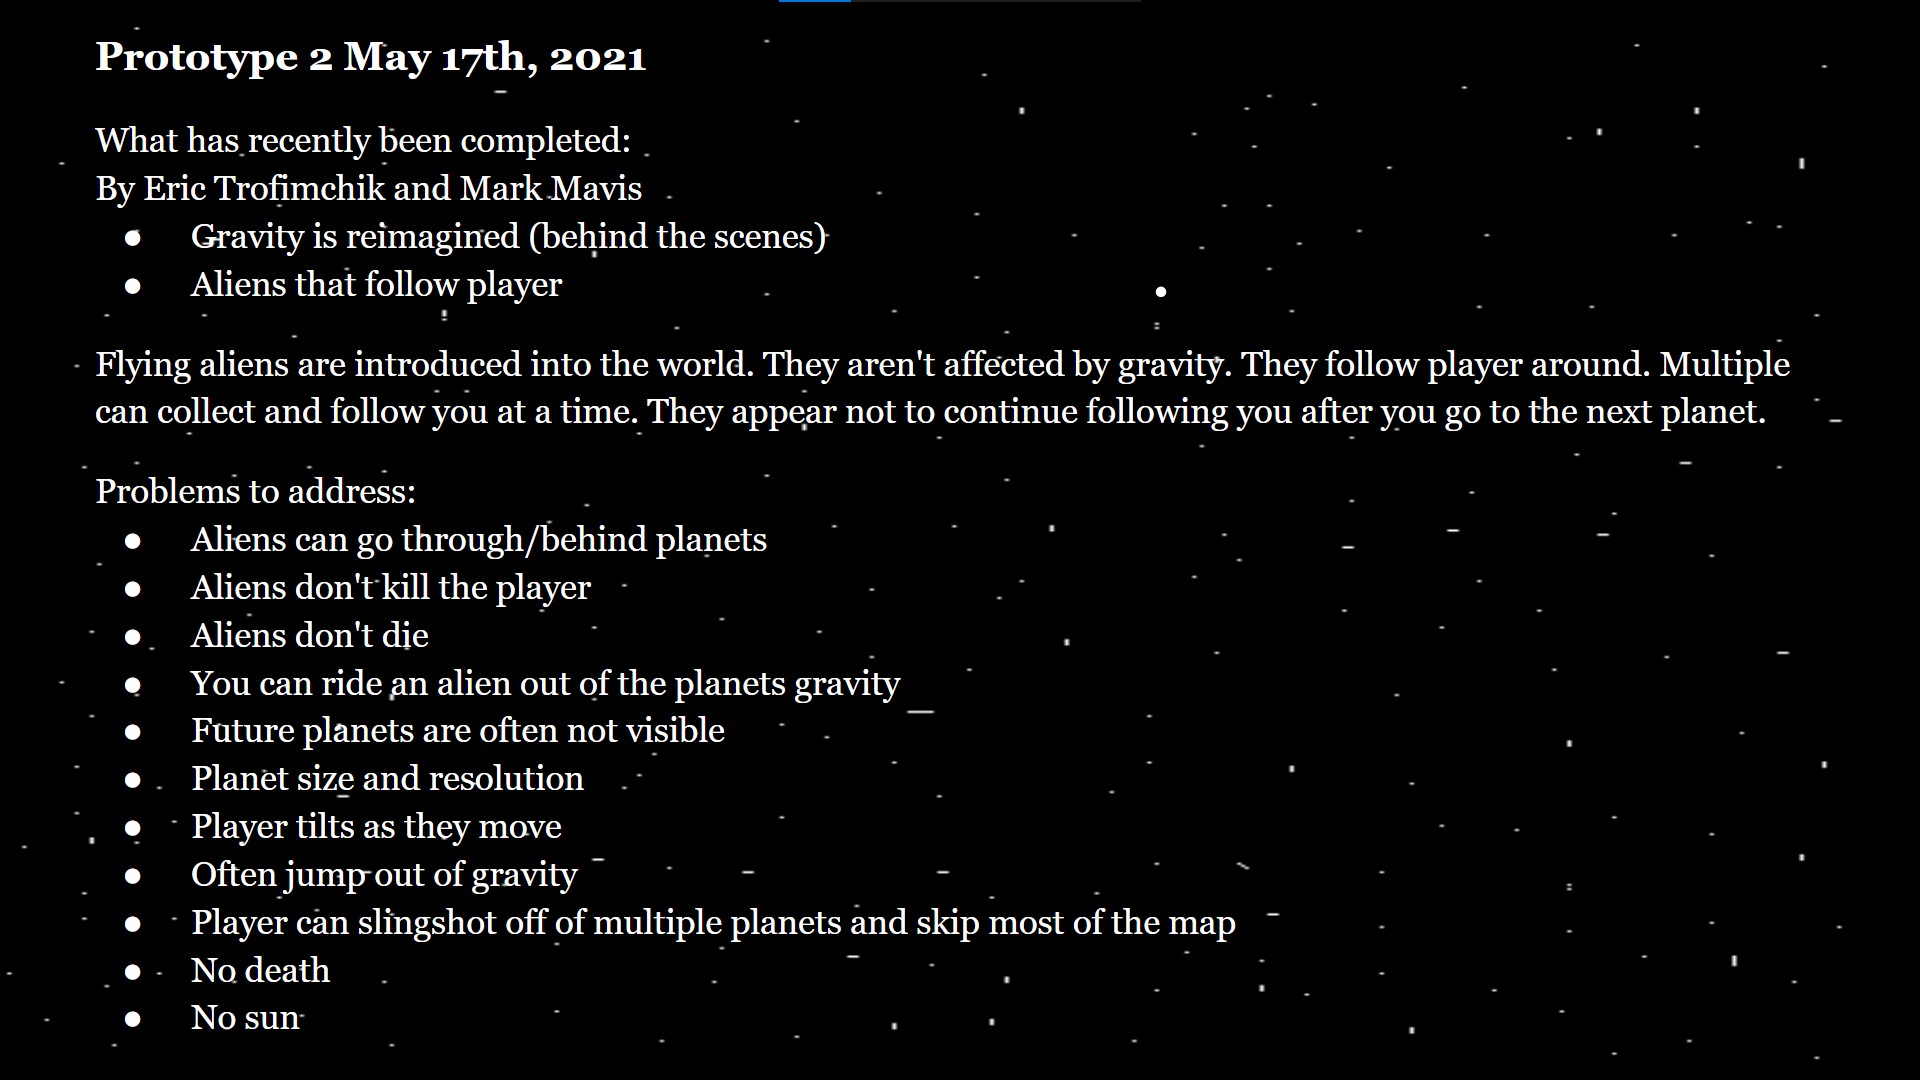 Prototype 2 May 17th, 2021
What has recently been completed:
By Eric Trofimchik and Mark Mavis
● Gravity is reimagined (behind the scenes)
● Aliens that follow player
Flying aliens are introduced into the world. They aren't affected by gravity. They follow player around. Multiple
can collect and follow you at a time. They appear not to continue following you after you go to the next planet.
Problems to address:
● Aliens can go through/behind planets
● Aliens don't kill the player
● Aliens don't die
● You can ride an alien out of the planets gravity
● Future planets are often not visible
● Planet size and resolution
● Player tilts as they move
● Often jump out of gravity
● Player can slingshot off of multiple planets and skip most of the map
● No death
● No sun